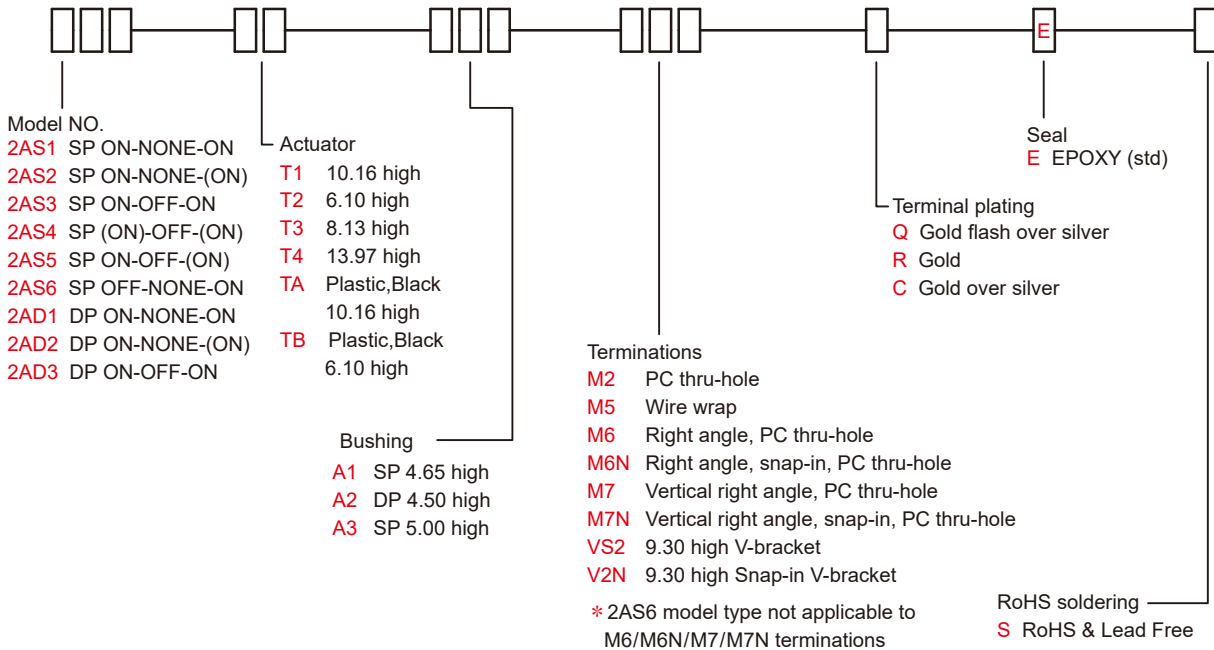 E
Model NO.
2AS1 SP ON-NONE-ON
2AS2 SP ON-NONE-(ON)
2AS3 SP ON-OFF-ON
2AS4 SP (ON)-OFF-(ON)
2AS5 SP ON-OFF-(ON)
2AS6 SP OFF-NONE-ON
2AD1 DP ON-NONE-ON
2AD2 DP ON-NONE-(ON)
2AD3 DP ON-OFF-ON
Actuator
T1 10.16 high
T2 6.10 high
T3 8.13 high
T4 13.97 high
TA Plastic,Black
10.16 high
TB Plastic,Black
6.10 high
Bushing
A1 SP 4.65 high
A2 DP 4.50 high
A3 SP 5.00 high
Terminations
M2 PC thru-hole
M5 Wire wrap
M6 Right angle, PC thru-hole
M6N Right angle, snap-in, PC thru-hole
M7 Vertical right angle, PC thru-hole
M7N Vertical right angle, snap-in, PC thru-hole
VS2 9.30 high V-bracket
V2N 9.30 high Snap-in V-bracket
* 2AS6 model type not applicable to
M6/M6N/M7/M7N terminations
Terminal plating
Q Gold flash over silver
R Gold
C Gold over silver
Seal
E EPOXY (std)
RoHS soldering
S RoHS & Lead Free